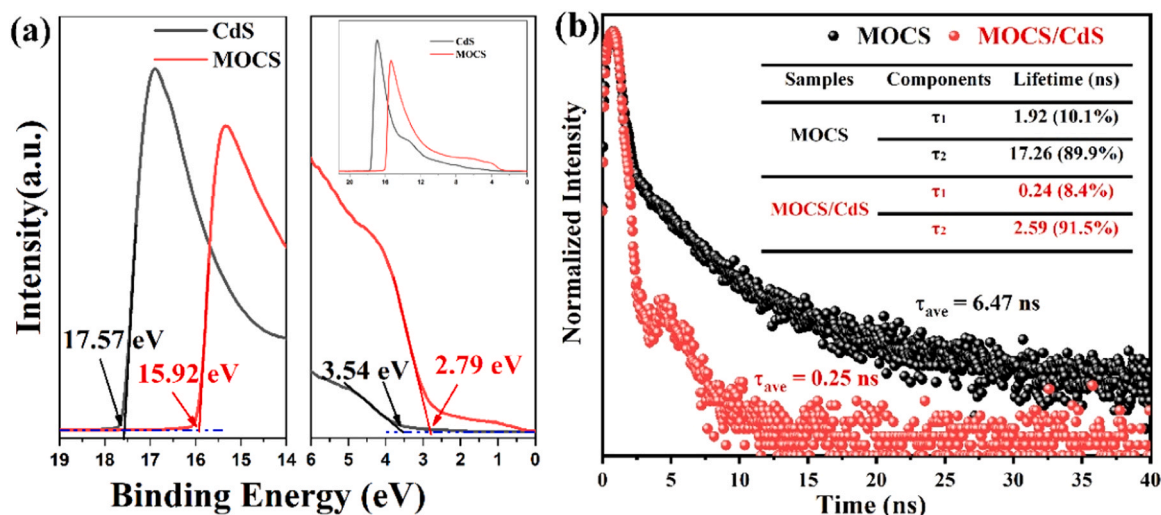 (a)
Intensity(a.u.)
CdS
MOCS
17.57 eV
15.92 eV
19 18 17 16 15 14
CdS
MOCS
20 16 12 8 4 0
3.54 eV
2.79 eV
6 5 4 3 2 1 0
Binding Energy (eV)
(b)
Normalized Intensity
MOCS MOCS/CdS
Samples Components Lifetime (ns)
MOCS τ1 1.92 (10.1%)
τ2 17.26 (89.9%)
MOCS/CdS τ1 0.24 (8.4%)
τ2 2.59 (91.5%)
τave = 6.47 ns
τave = 0.25 ns
0 5 10 15 20 25 30 35 40
Time (ns)